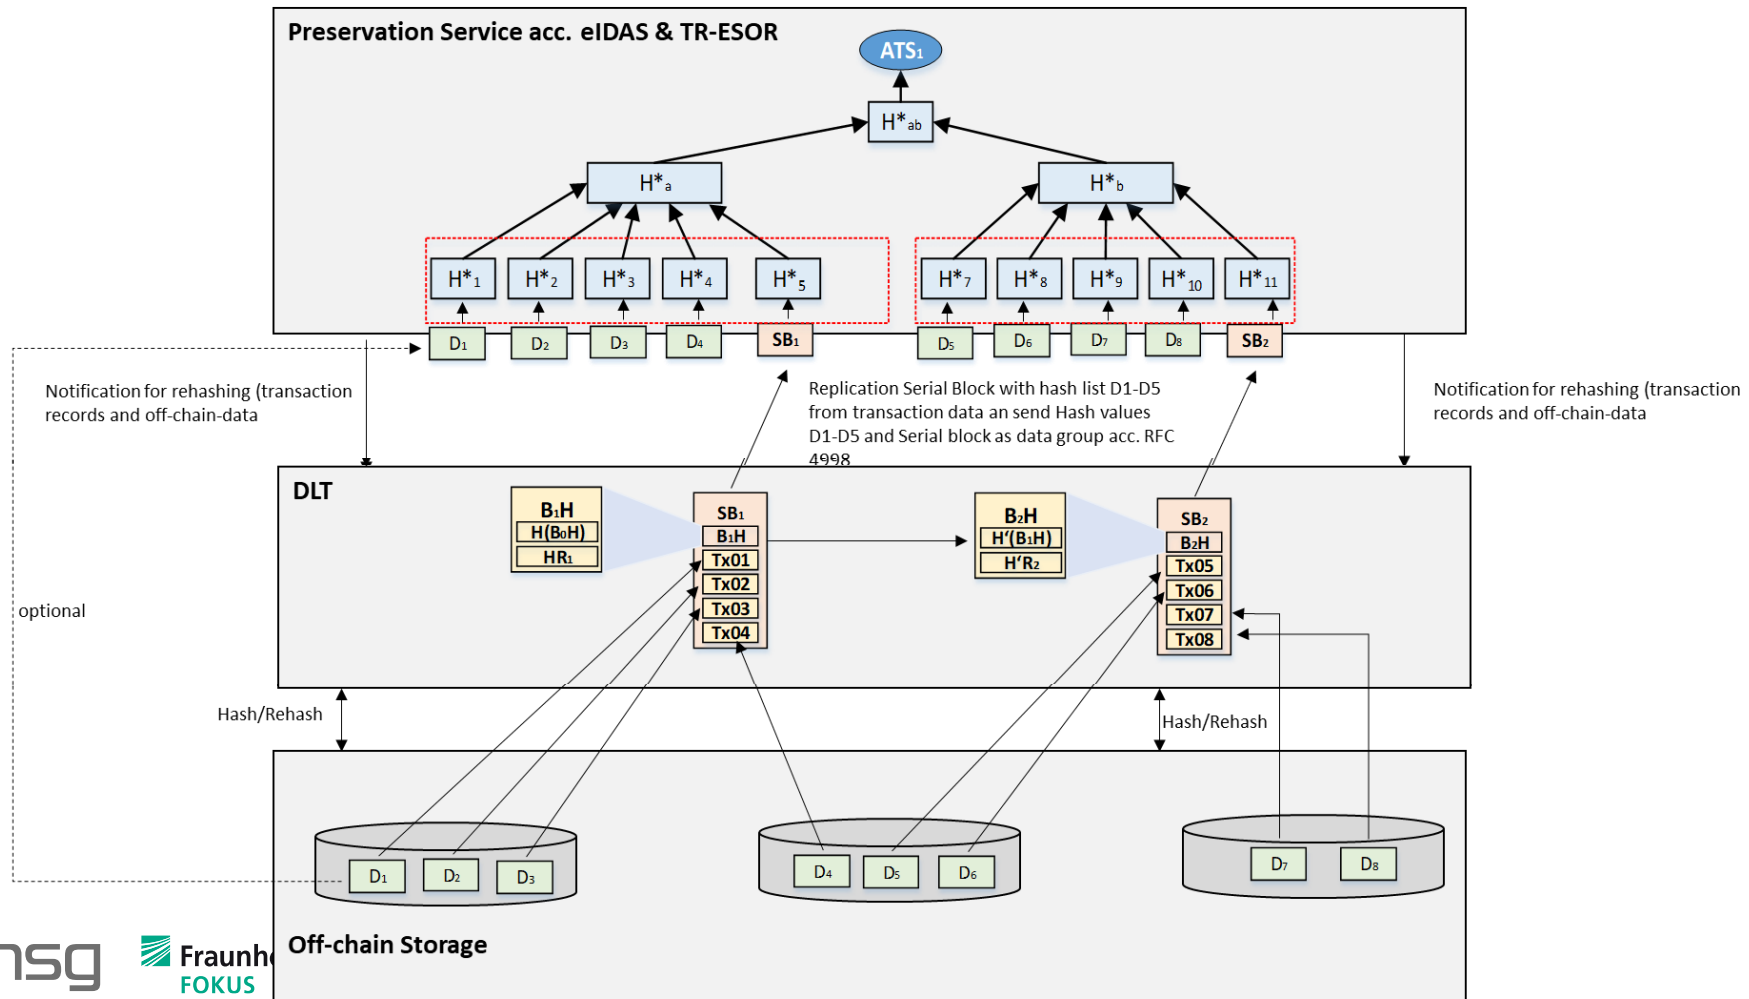 Preservation Service acc. eIDAS & TR-ESOR
ATS1
H*ab
H*a
H*b
H*1 H*2 H*3 H*4 H*5 H*7 H*8 H*9 H*10 H*11
D1 D2 D3 D4 SB1 D5 D6 D7 D8 SB2
Notification for rehashing (transaction
records and off-chain-data
Replication Serial Block with hash list D1-D5
from transaction data an send Hash values
D1-D5 and Serial block as data group acc. RFC
4998
Notification for rehashing (transaction
records and off-chain-data
DLT
B1H
H(B0H)
HR1
SB1
B1H
Tx01
Tx02
Tx03
Tx04
B2H
H‘(B1H)
H‘R2
SB2
B2H
Tx05
Tx06
Tx07
Tx08
optional
Hash/Rehash
Hash/Rehash
D1 D2 D3
D4 D5 D6
D7 D8
Off-chain Storage
Fraunh
FOKUS